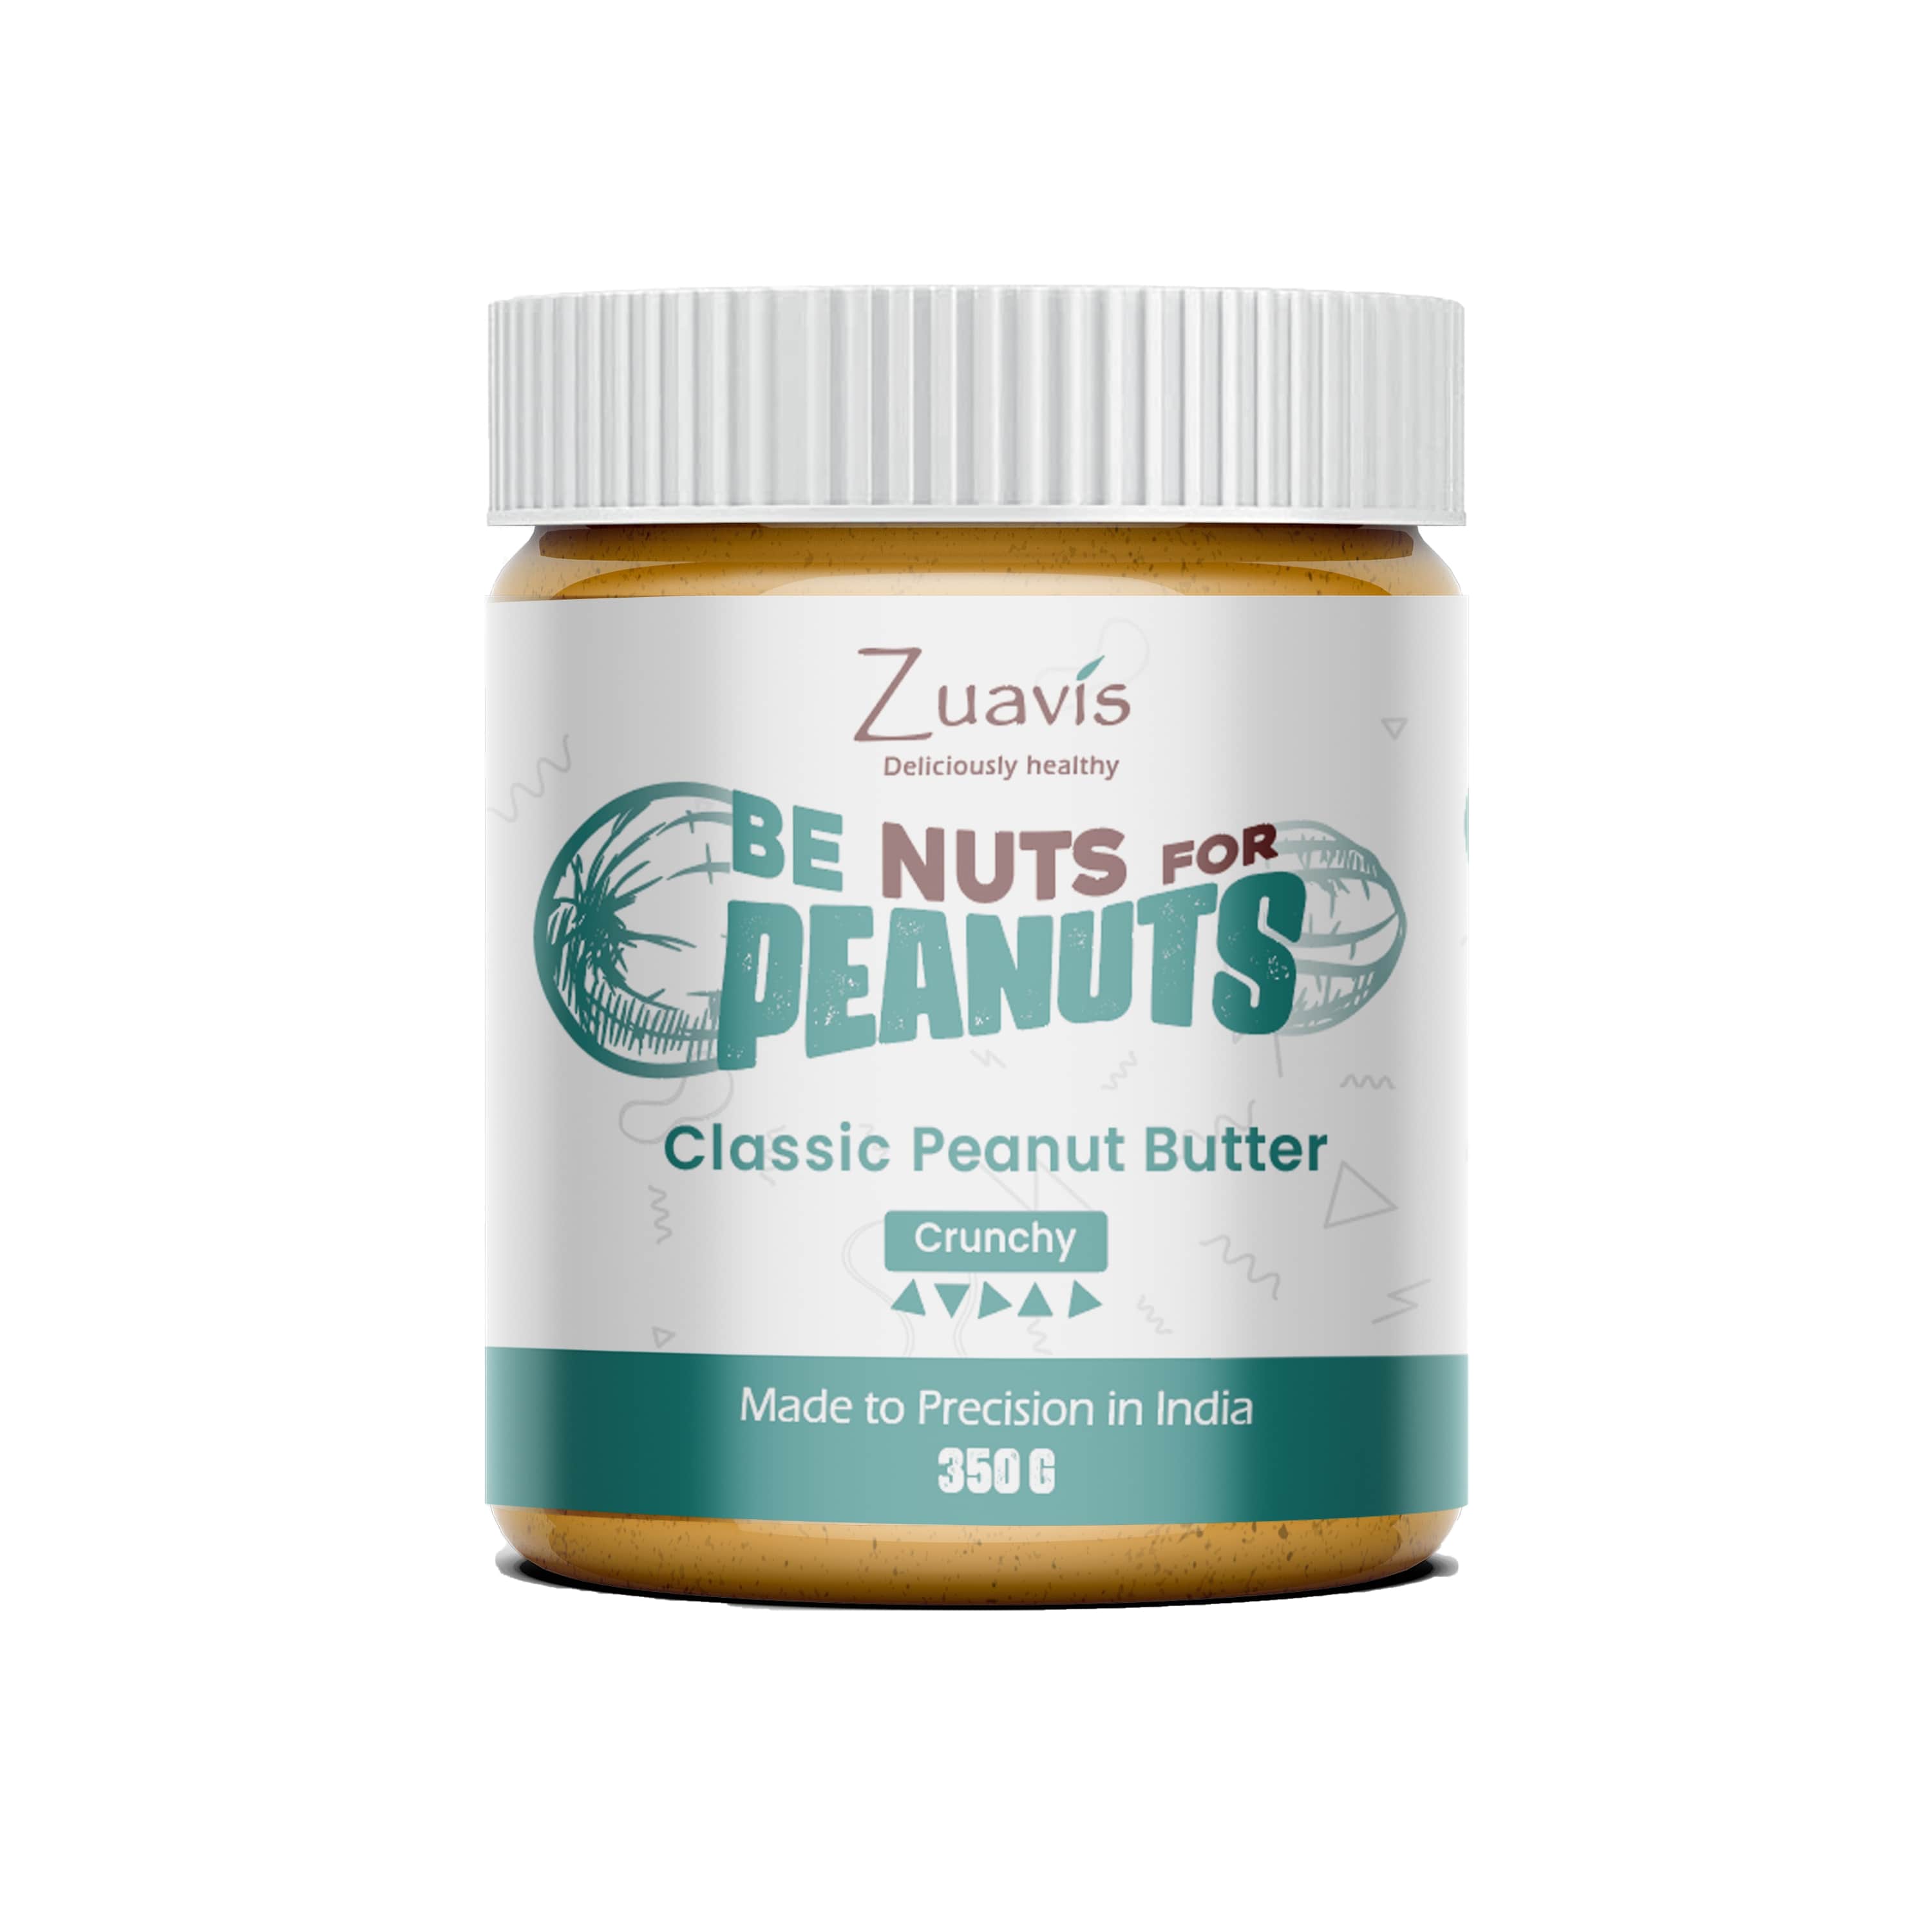 Zuavis
Deliciously healthy
BE NUTS FOR
PEANUTS
Classic Peanut Butter
Crunchy
Made to Precision in India
350 G